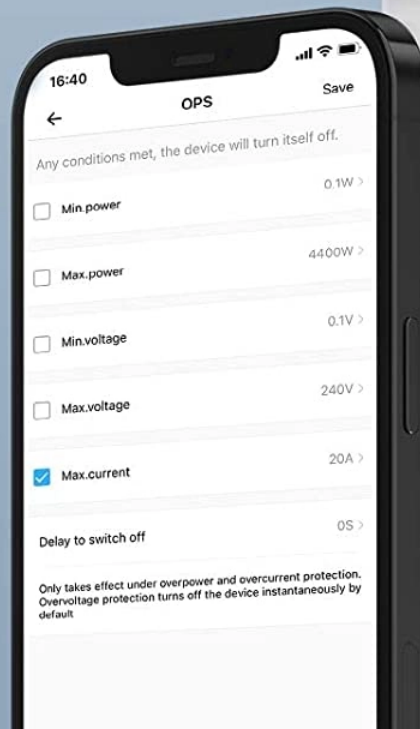 16:40
OPS
Save
Any conditions met, the device will turn itself off.
Min.power 0.1W
Max.power 4400W
Min.voltage 0.1V
Max.voltage 240V
Max.current 20A
Delay to switch off 0S
Only takes effect under overpower and overcurrent protection.
Overvoltage protection turns off the device instantaneously by
default